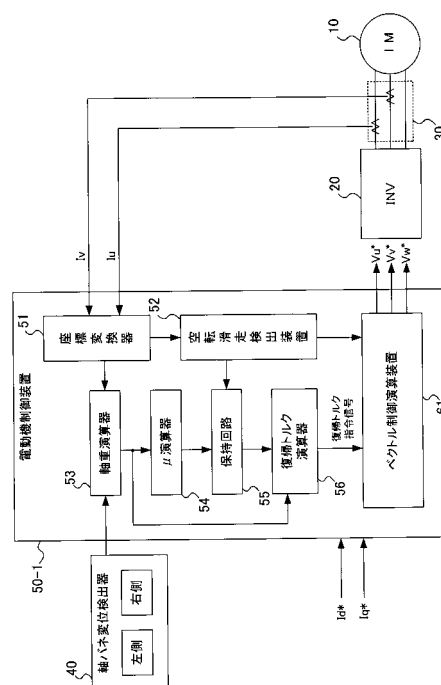 50-1
電動機制御装置
40
軸バネ変位検出器
左側
右側
53
軸重演算器
51
座標変換器
Iv
Iu
54
μ演算器
52
空転滑走検出装置
55
保持回路
56
復帰トルク
演算器
復帰トルク
指令信号
61
ベクトル制御演算装置
Id*
Iq*
Vu*
Vv*
Vw*
20
INV
30
10
IM